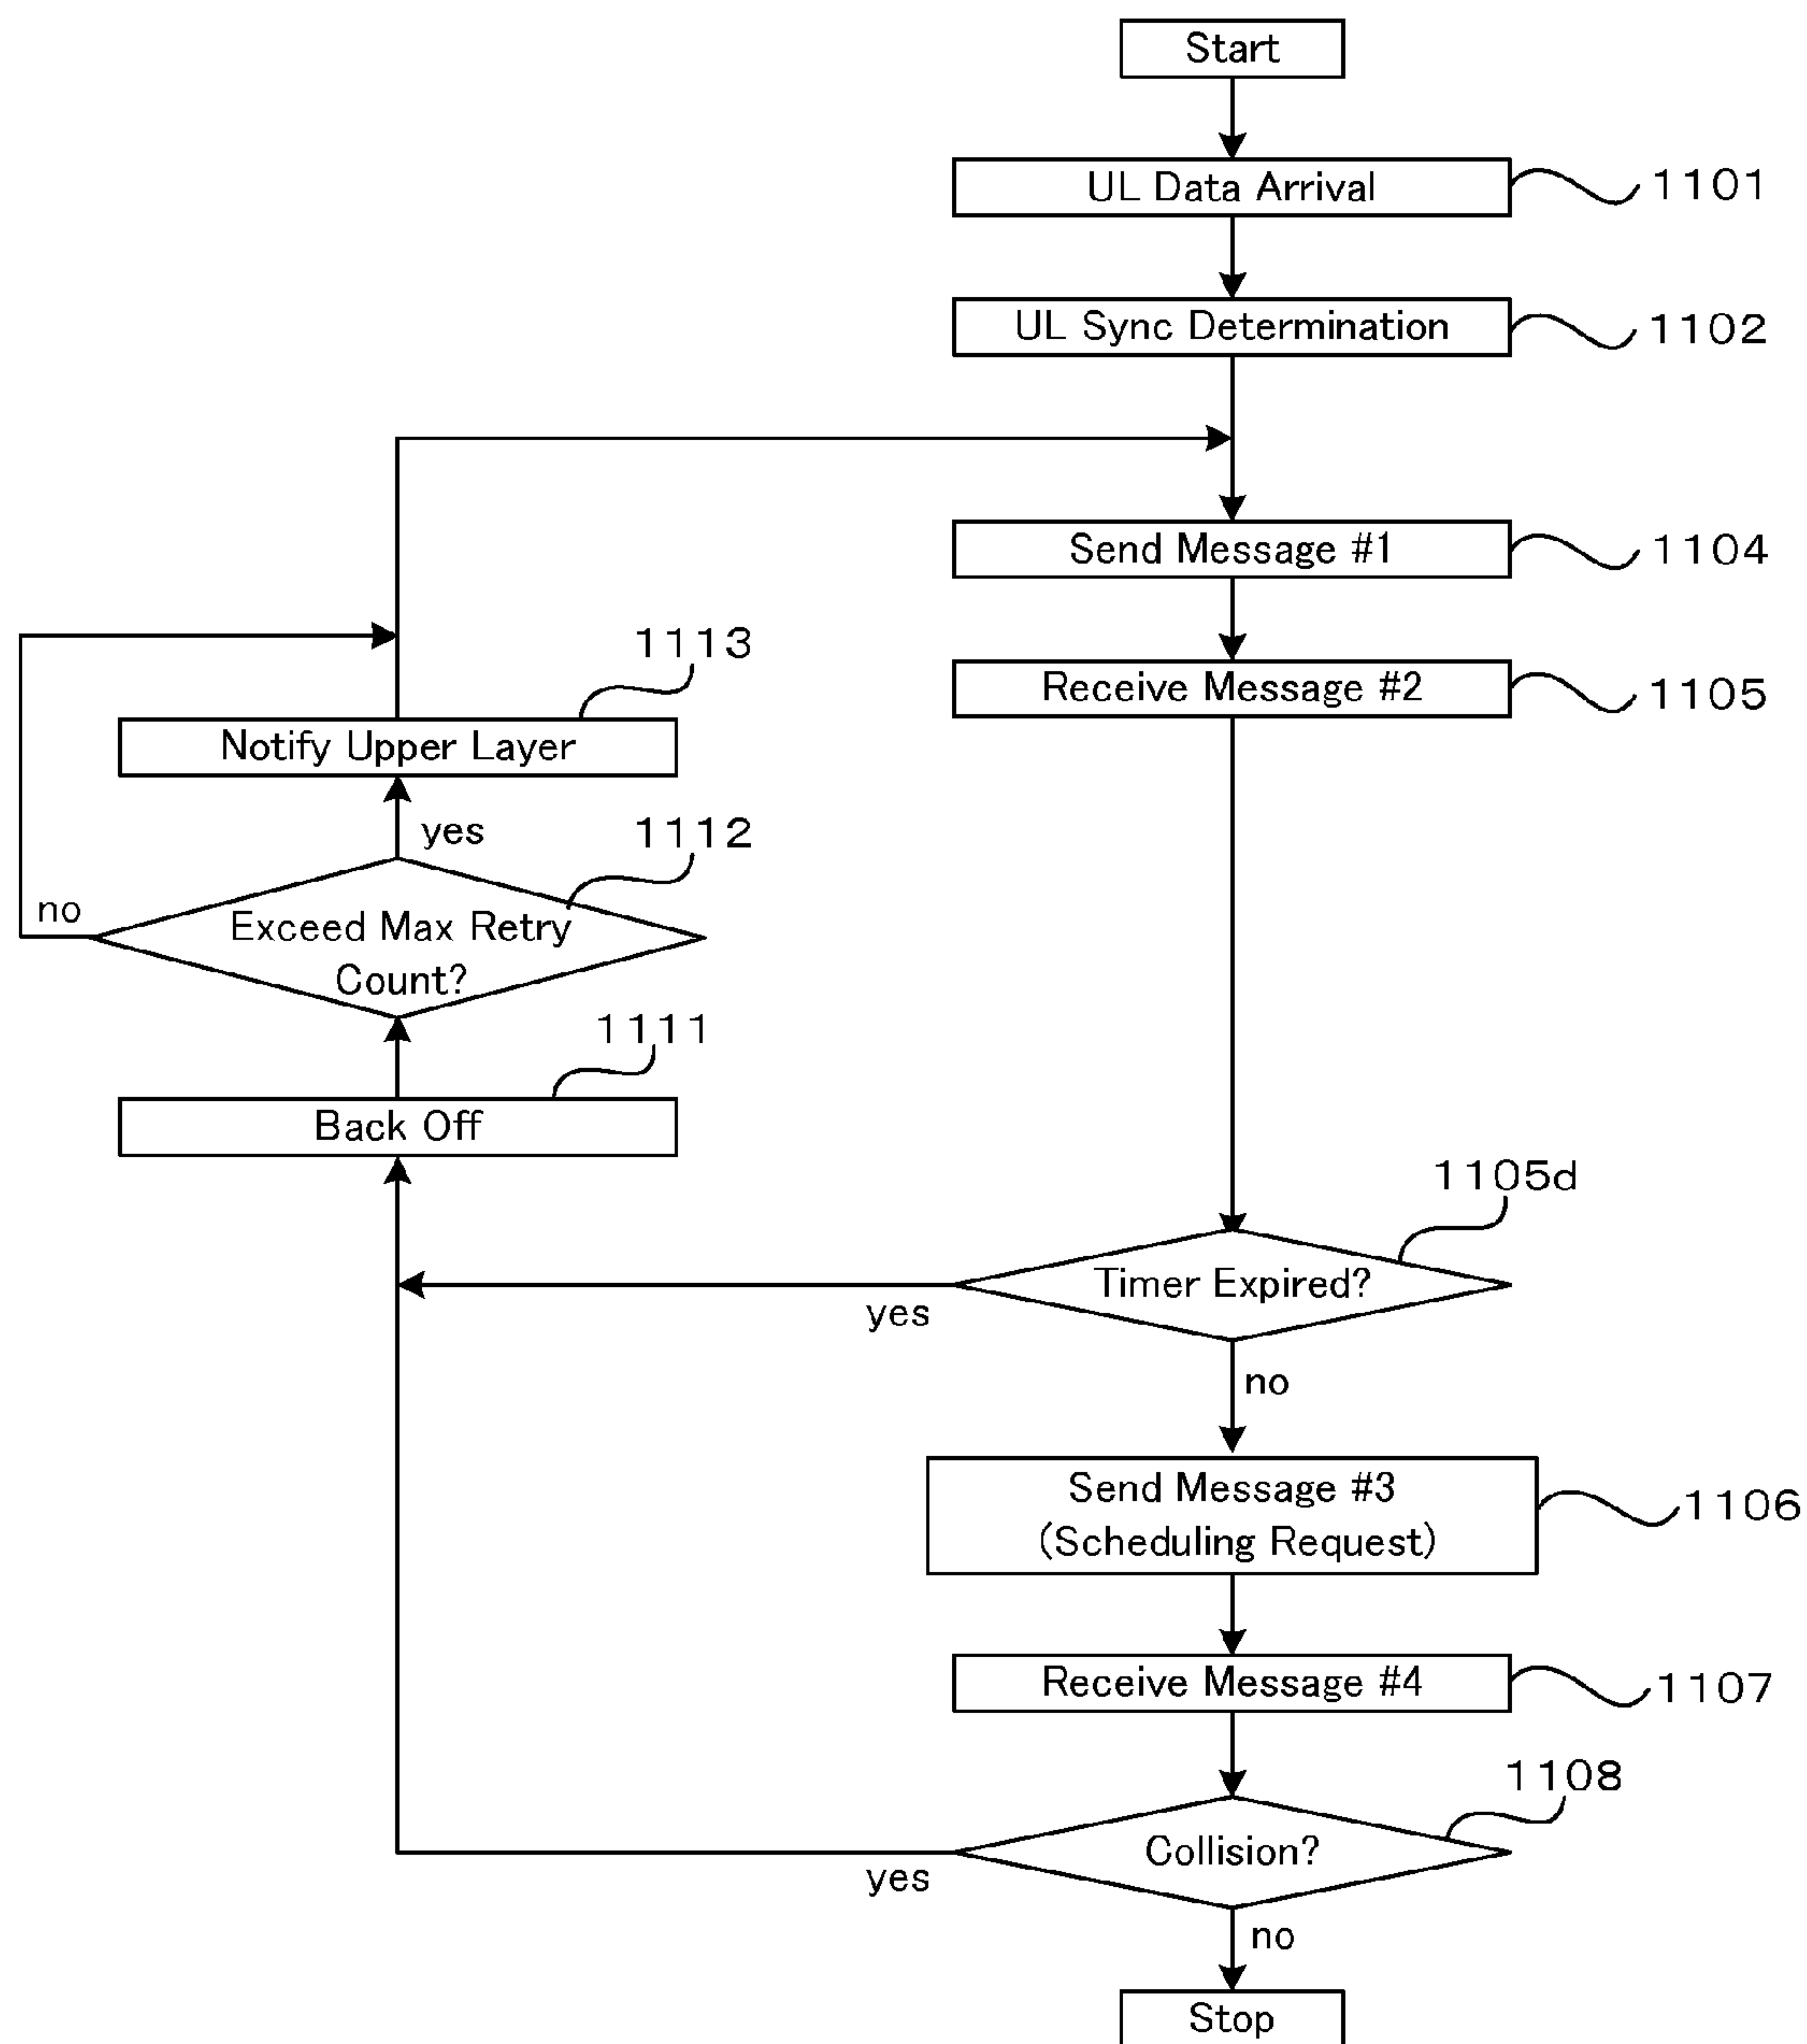 Start
UL Data Arrival
1101
UL Sync Determination
1102
Send Message #1
1104
1113
Receive Message #2
1105
Notify Upper Layer
yes
1112
no
Exceed Max Retry
Count?
1111
Back Off
1105d
Timer Expired?
yes
no
Send Message #3
(Scheduling Request)
1106
Receive Message #4
1107
1108
Collision?
yes
no
Stop